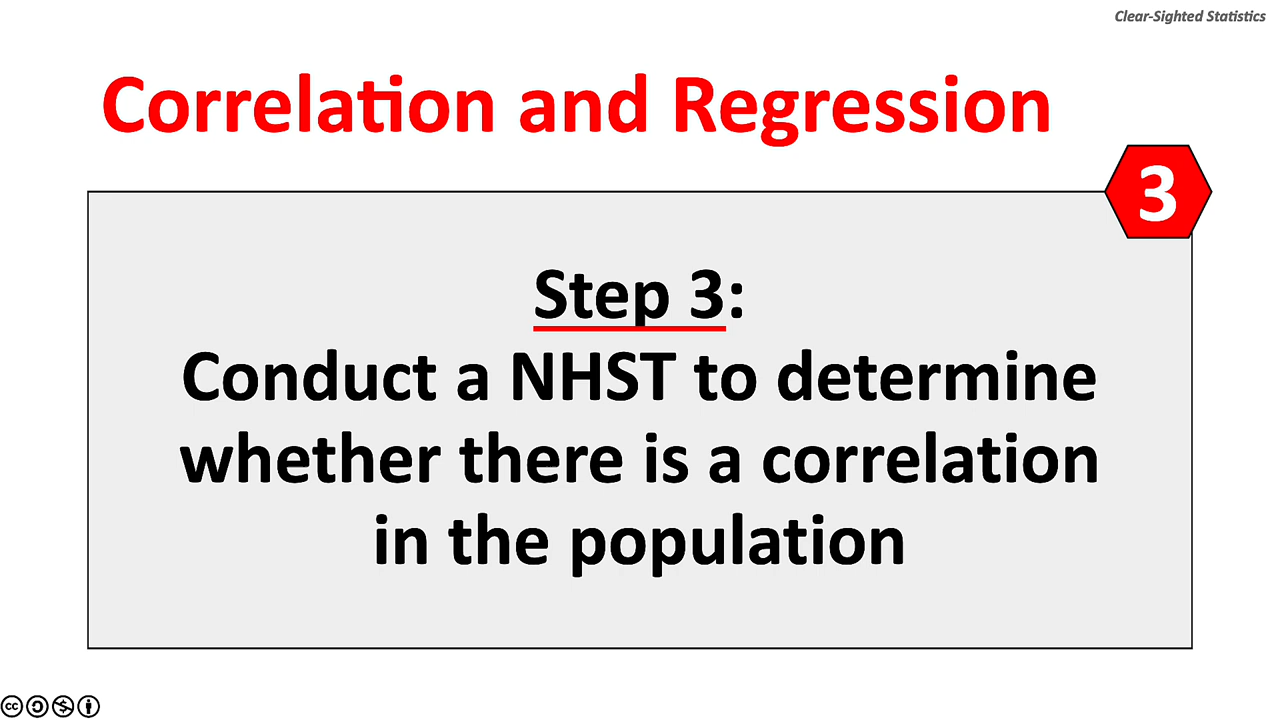 Clear-Sighted Statistics
Correlation and Regression
3
Step 3:
Conduct a NHST to determine
whether there is a correlation
in the population